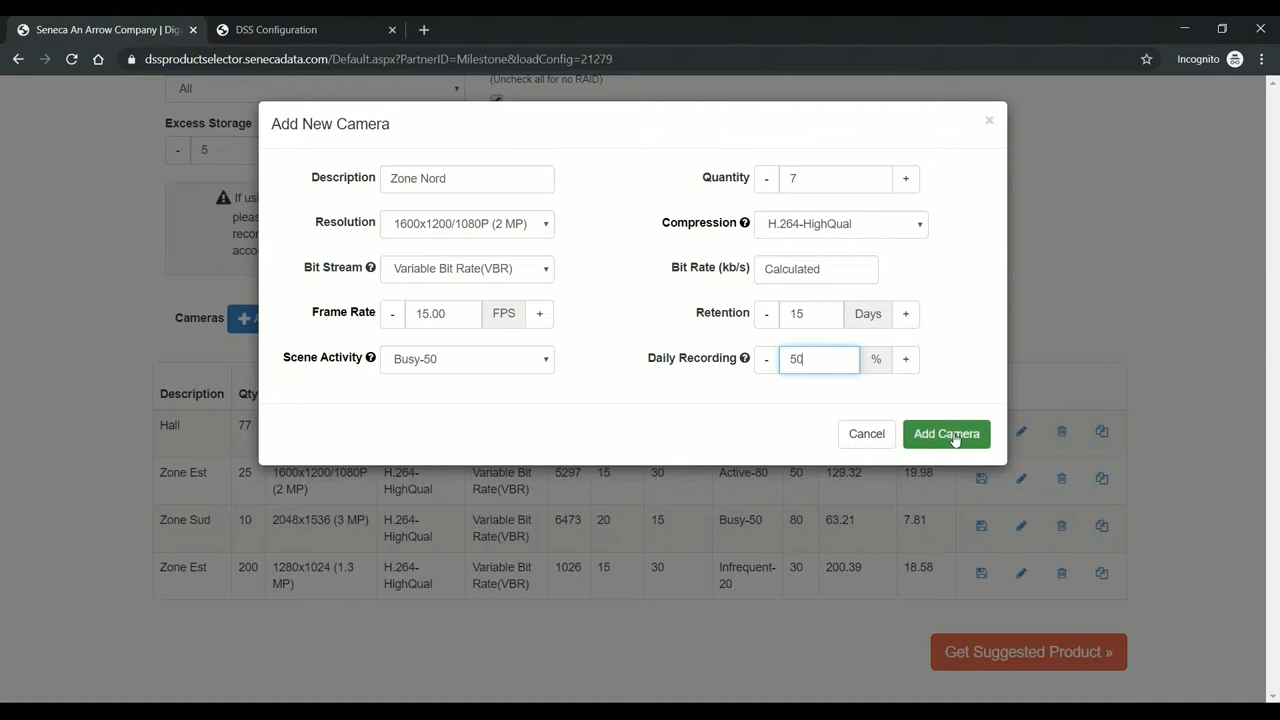 Seneca An Arrow Company | Dig
DSS Configuration
dssproductselector.senecadata.com/Default.aspx?PartnerID=Milestone&loadConfig=21279
Incognito
(Uncheck all for no RAID)
All
Excess Storage
- 5
If us
pleas
recor
acco
Cameras
Add New Camera
×
Description Zone Nord
Quantity - 7 +
Resolution 1600x1200/1080P (2 MP)
Compression H.264-HighQual
Bit Stream Variable Bit Rate(VBR)
Bit Rate (kb/s) Calculated
Frame Rate - 15.00 FPS +
Retention - 15 Days +
Scene Activity Busy-50
Daily Recording - 50 % +
Cancel Add Camera
Description Qty
Hall 77
Zone Est 25 1600x1200/1080P (2 MP) H.264-HighQual Variable Bit Rate(VBR) 5297 15 30 Active-80 50 129.32 19.98
Zone Sud 10 2048x1536 (3 MP) H.264-HighQual Variable Bit Rate(VBR) 6473 20 15 Busy-50 80 63.21 7.81
Zone Est 200 1280x1024 (1.3 MP) H.264-HighQual Variable Bit Rate(VBR) 1026 15 30 Infrequent-20 30 200.39 18.58
Get Suggested Product »